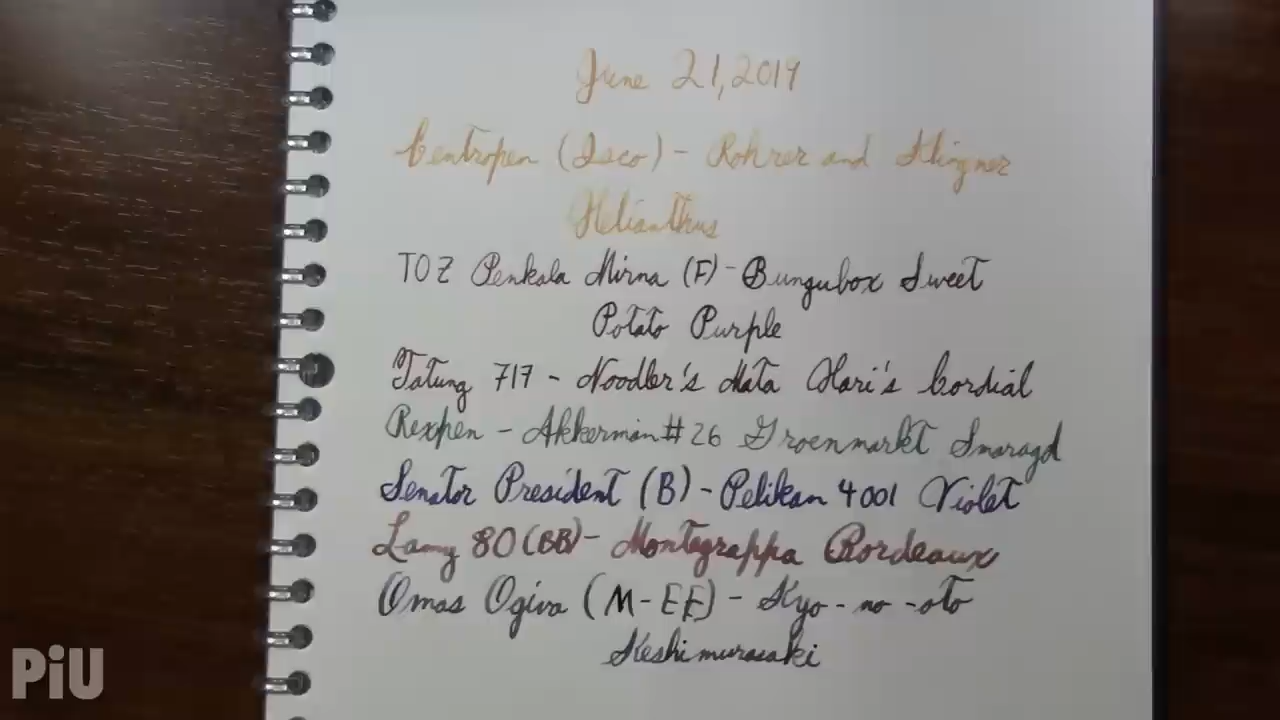 June 21, 2019
Centropen (Iseco) - Rohrer and Klingner
Helianthus
TOZ Penkala Mirna (F) - Bungubox Sweet
Potato Purple
Tatung 717 - Noodler's Mata Hari's Cordial
Rexpen - Akkerman #26 Groenmarkt Smaragd
Senator President (B) - Pelikan 4001 Violet
Lamy 80 (BB) - Montegrappa Bordeaux
Omas Ogiva (M-EF) - Kyo-no-oto
Keshimurasaki
PiU